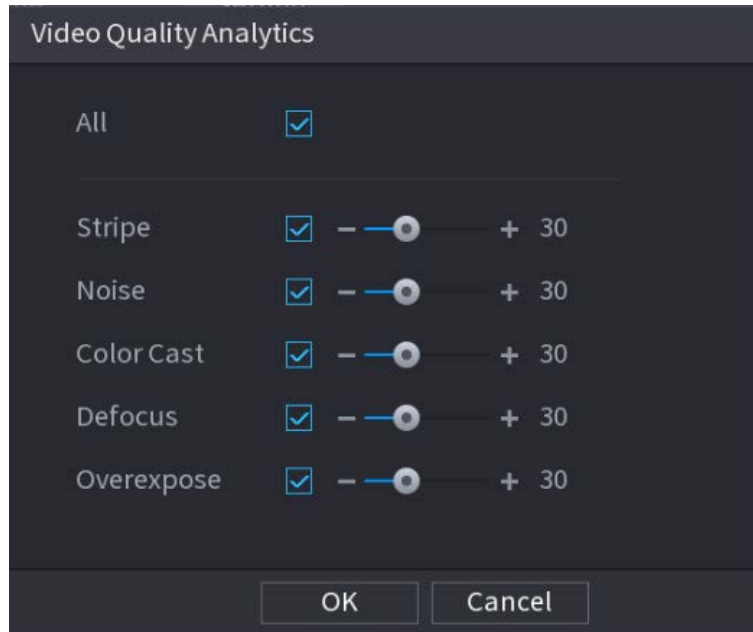 Video Quality Analytics
All
Stripe 30
Noise 30
Color Cast 30
Defocus 30
Overexpose 30
OK Cancel